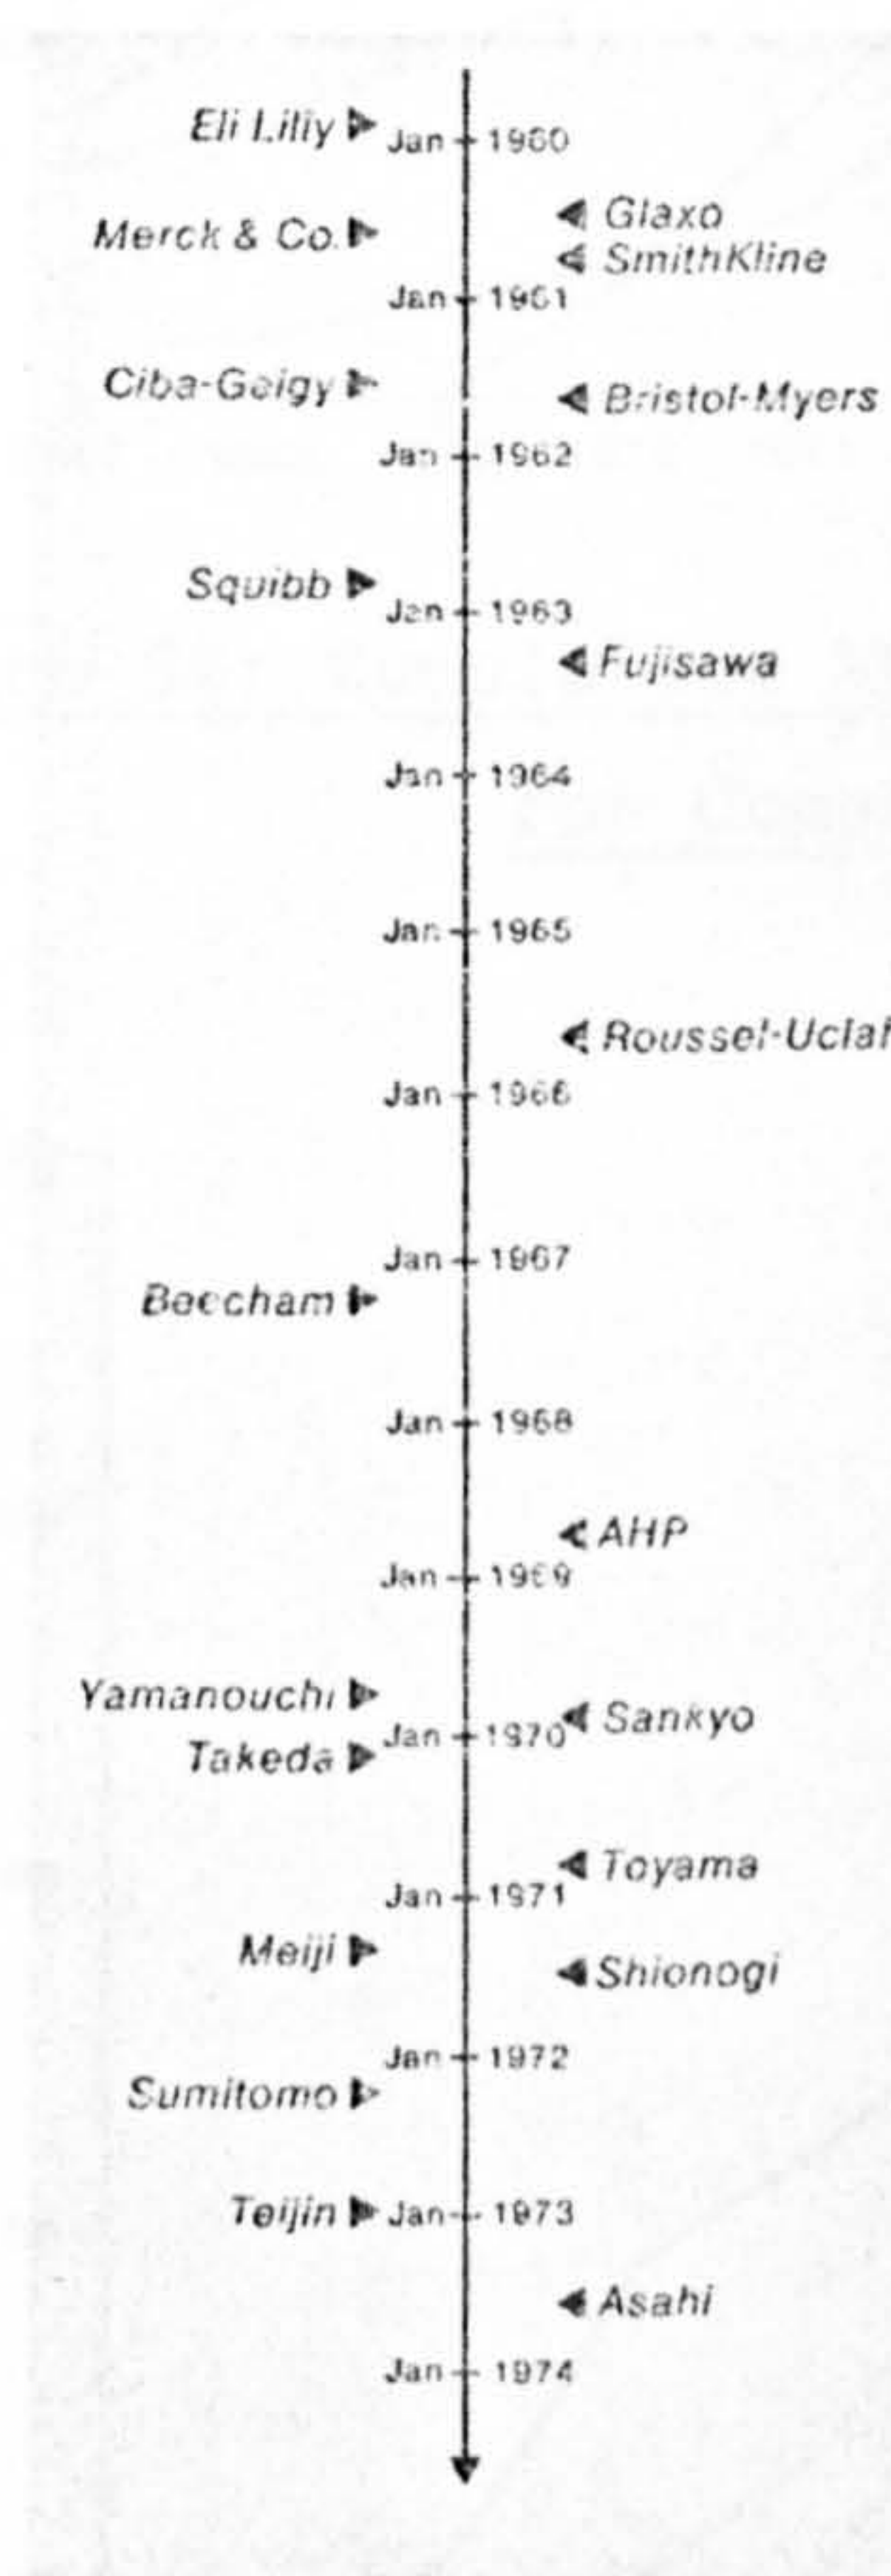 Eli Lilly
Jan 1960
Glaxo
Merck & Co.
SmithKline
Jan 1961
Ciba-Geigy
Bristol-Myers
Jan 1962
Squibb
Jan 1963
Fujisawa
Jan 1964
Jan 1965
Roussel-Uclaf
Jan 1966
Jan 1967
Beecham
Jan 1968
AHP
Jan 1969
Yamanouchi
Sankyo
Jan 1970
Takeda
Toyama
Jan 1971
Meiji
Shionogi
Jan 1972
Sumitomo
Teijin Jan 1973
Asahi
Jan 1974